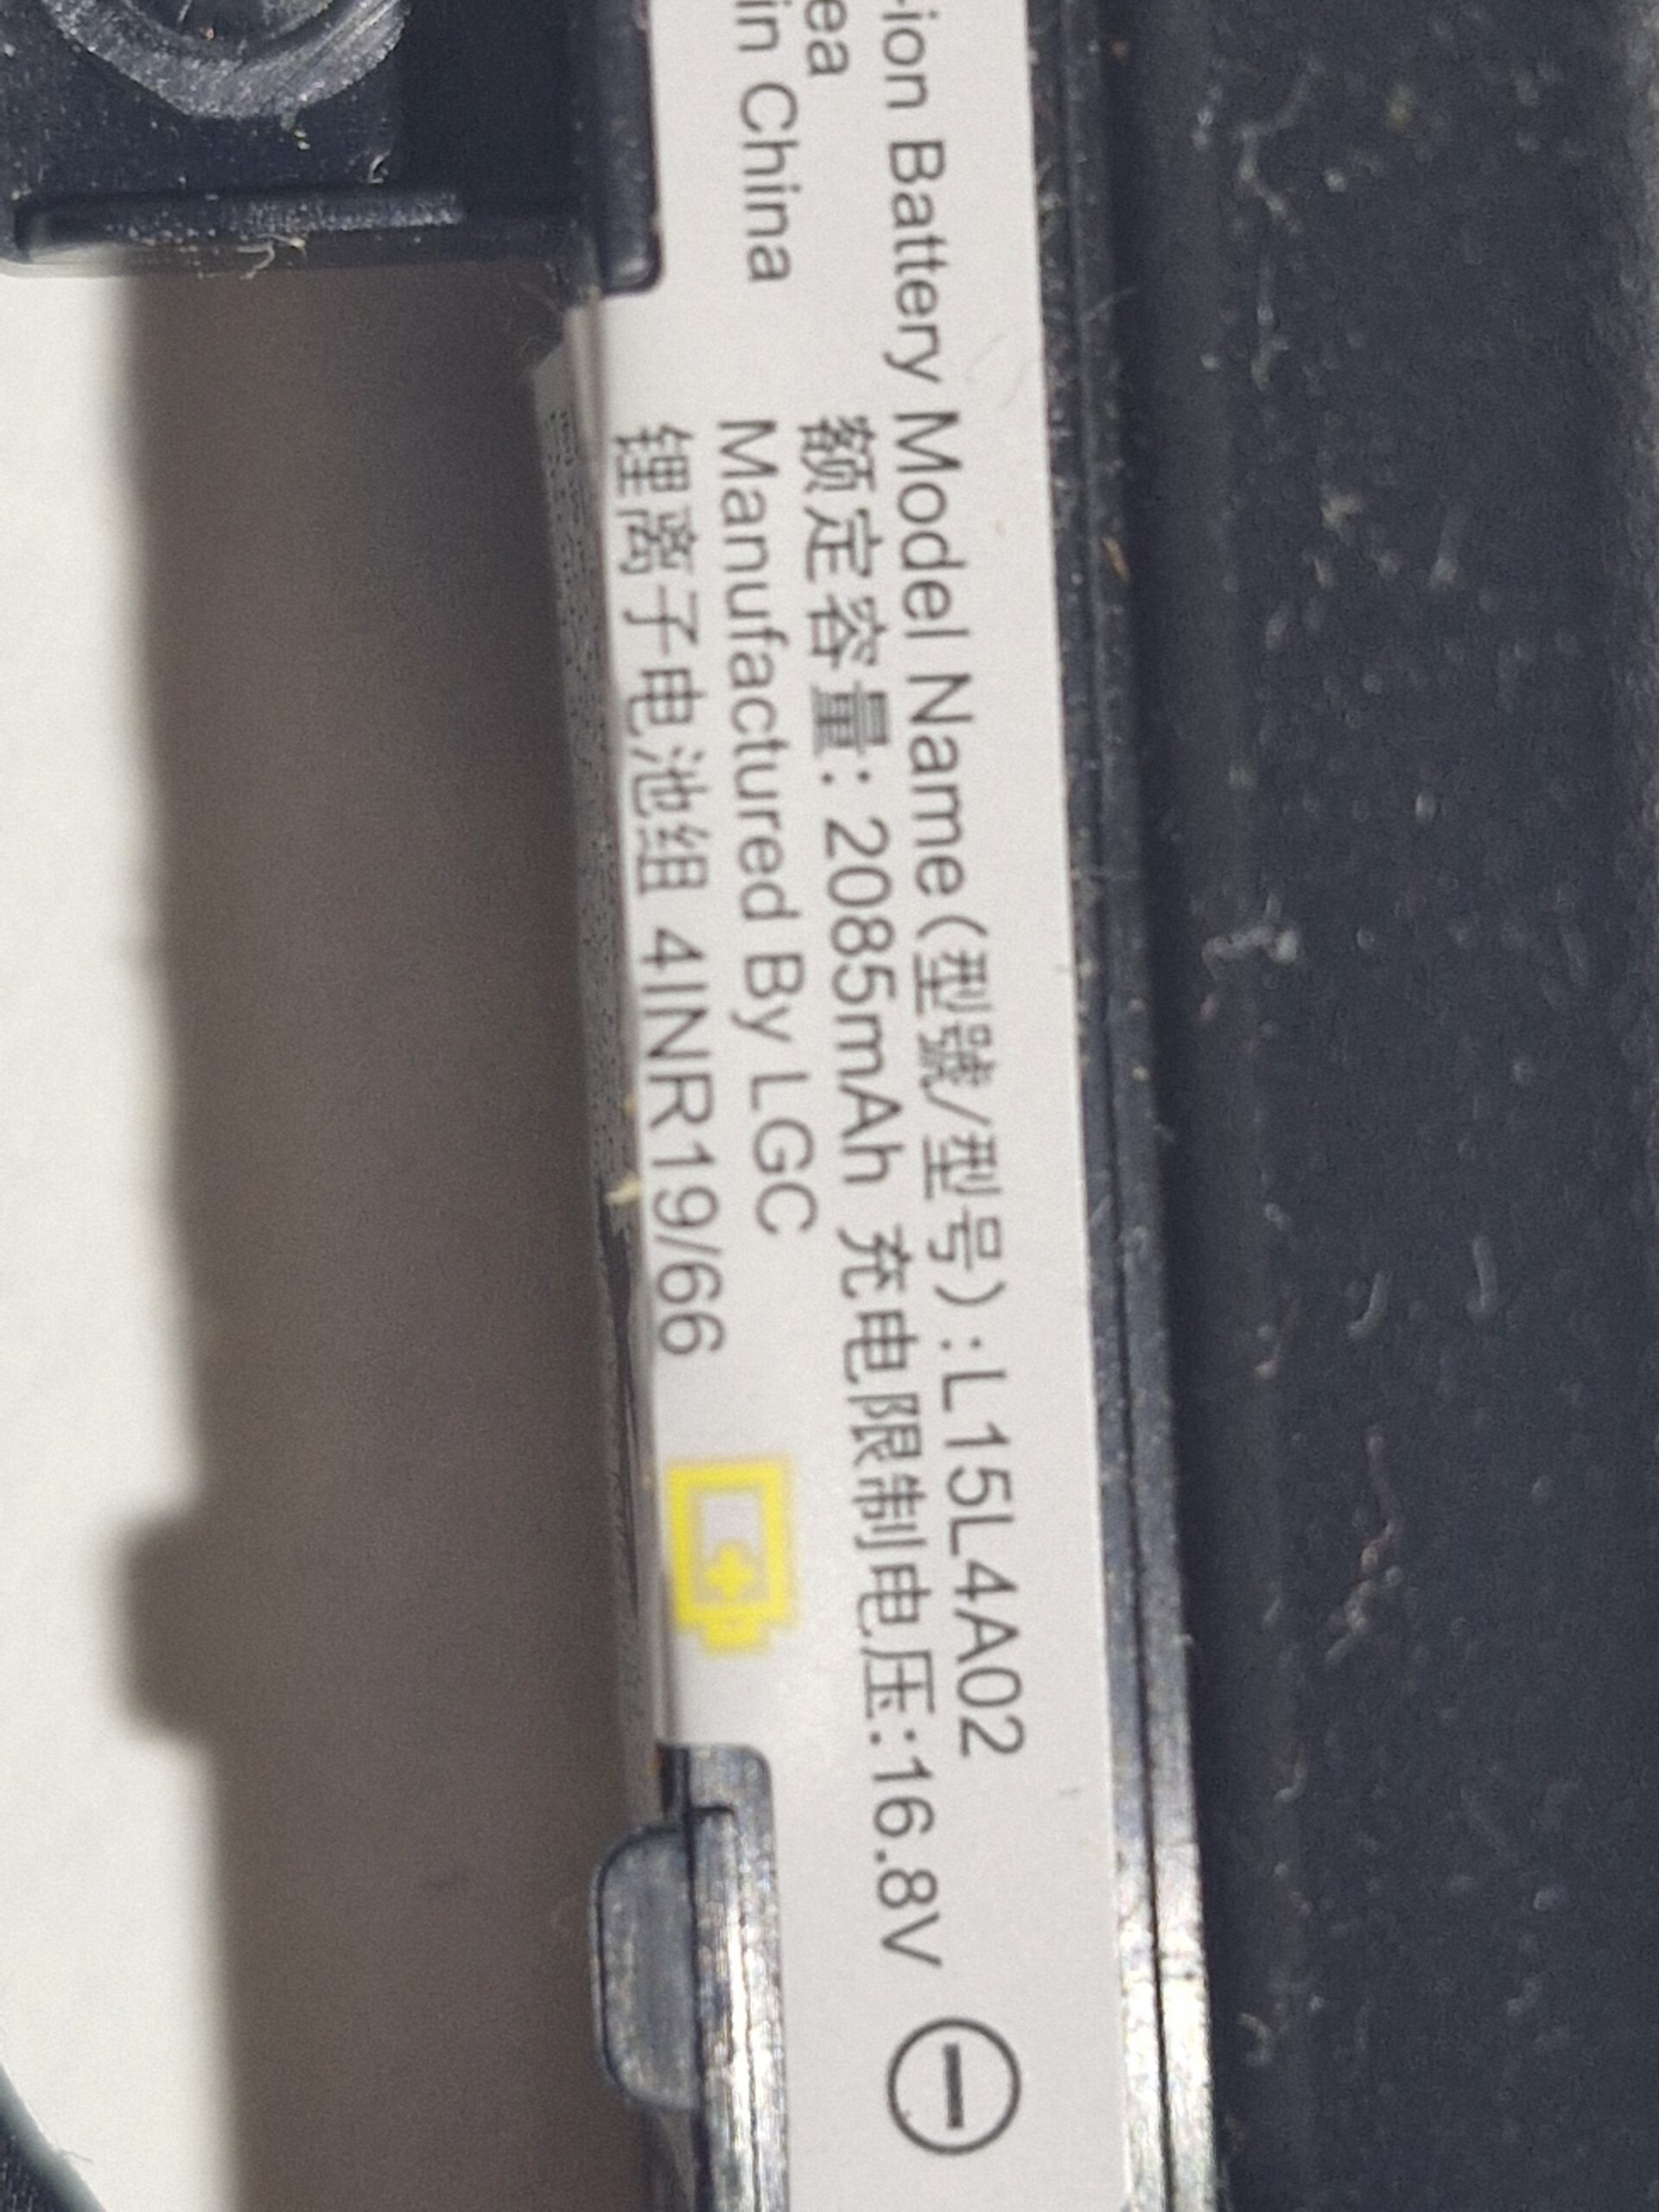 -ion Battery Model Name(型號/型号):L15L4A02
ea 额定容量: 2085mAh 充电限制电压:16.8V
in China Manufactured By LGC
锂离子电池组 4INR19/66